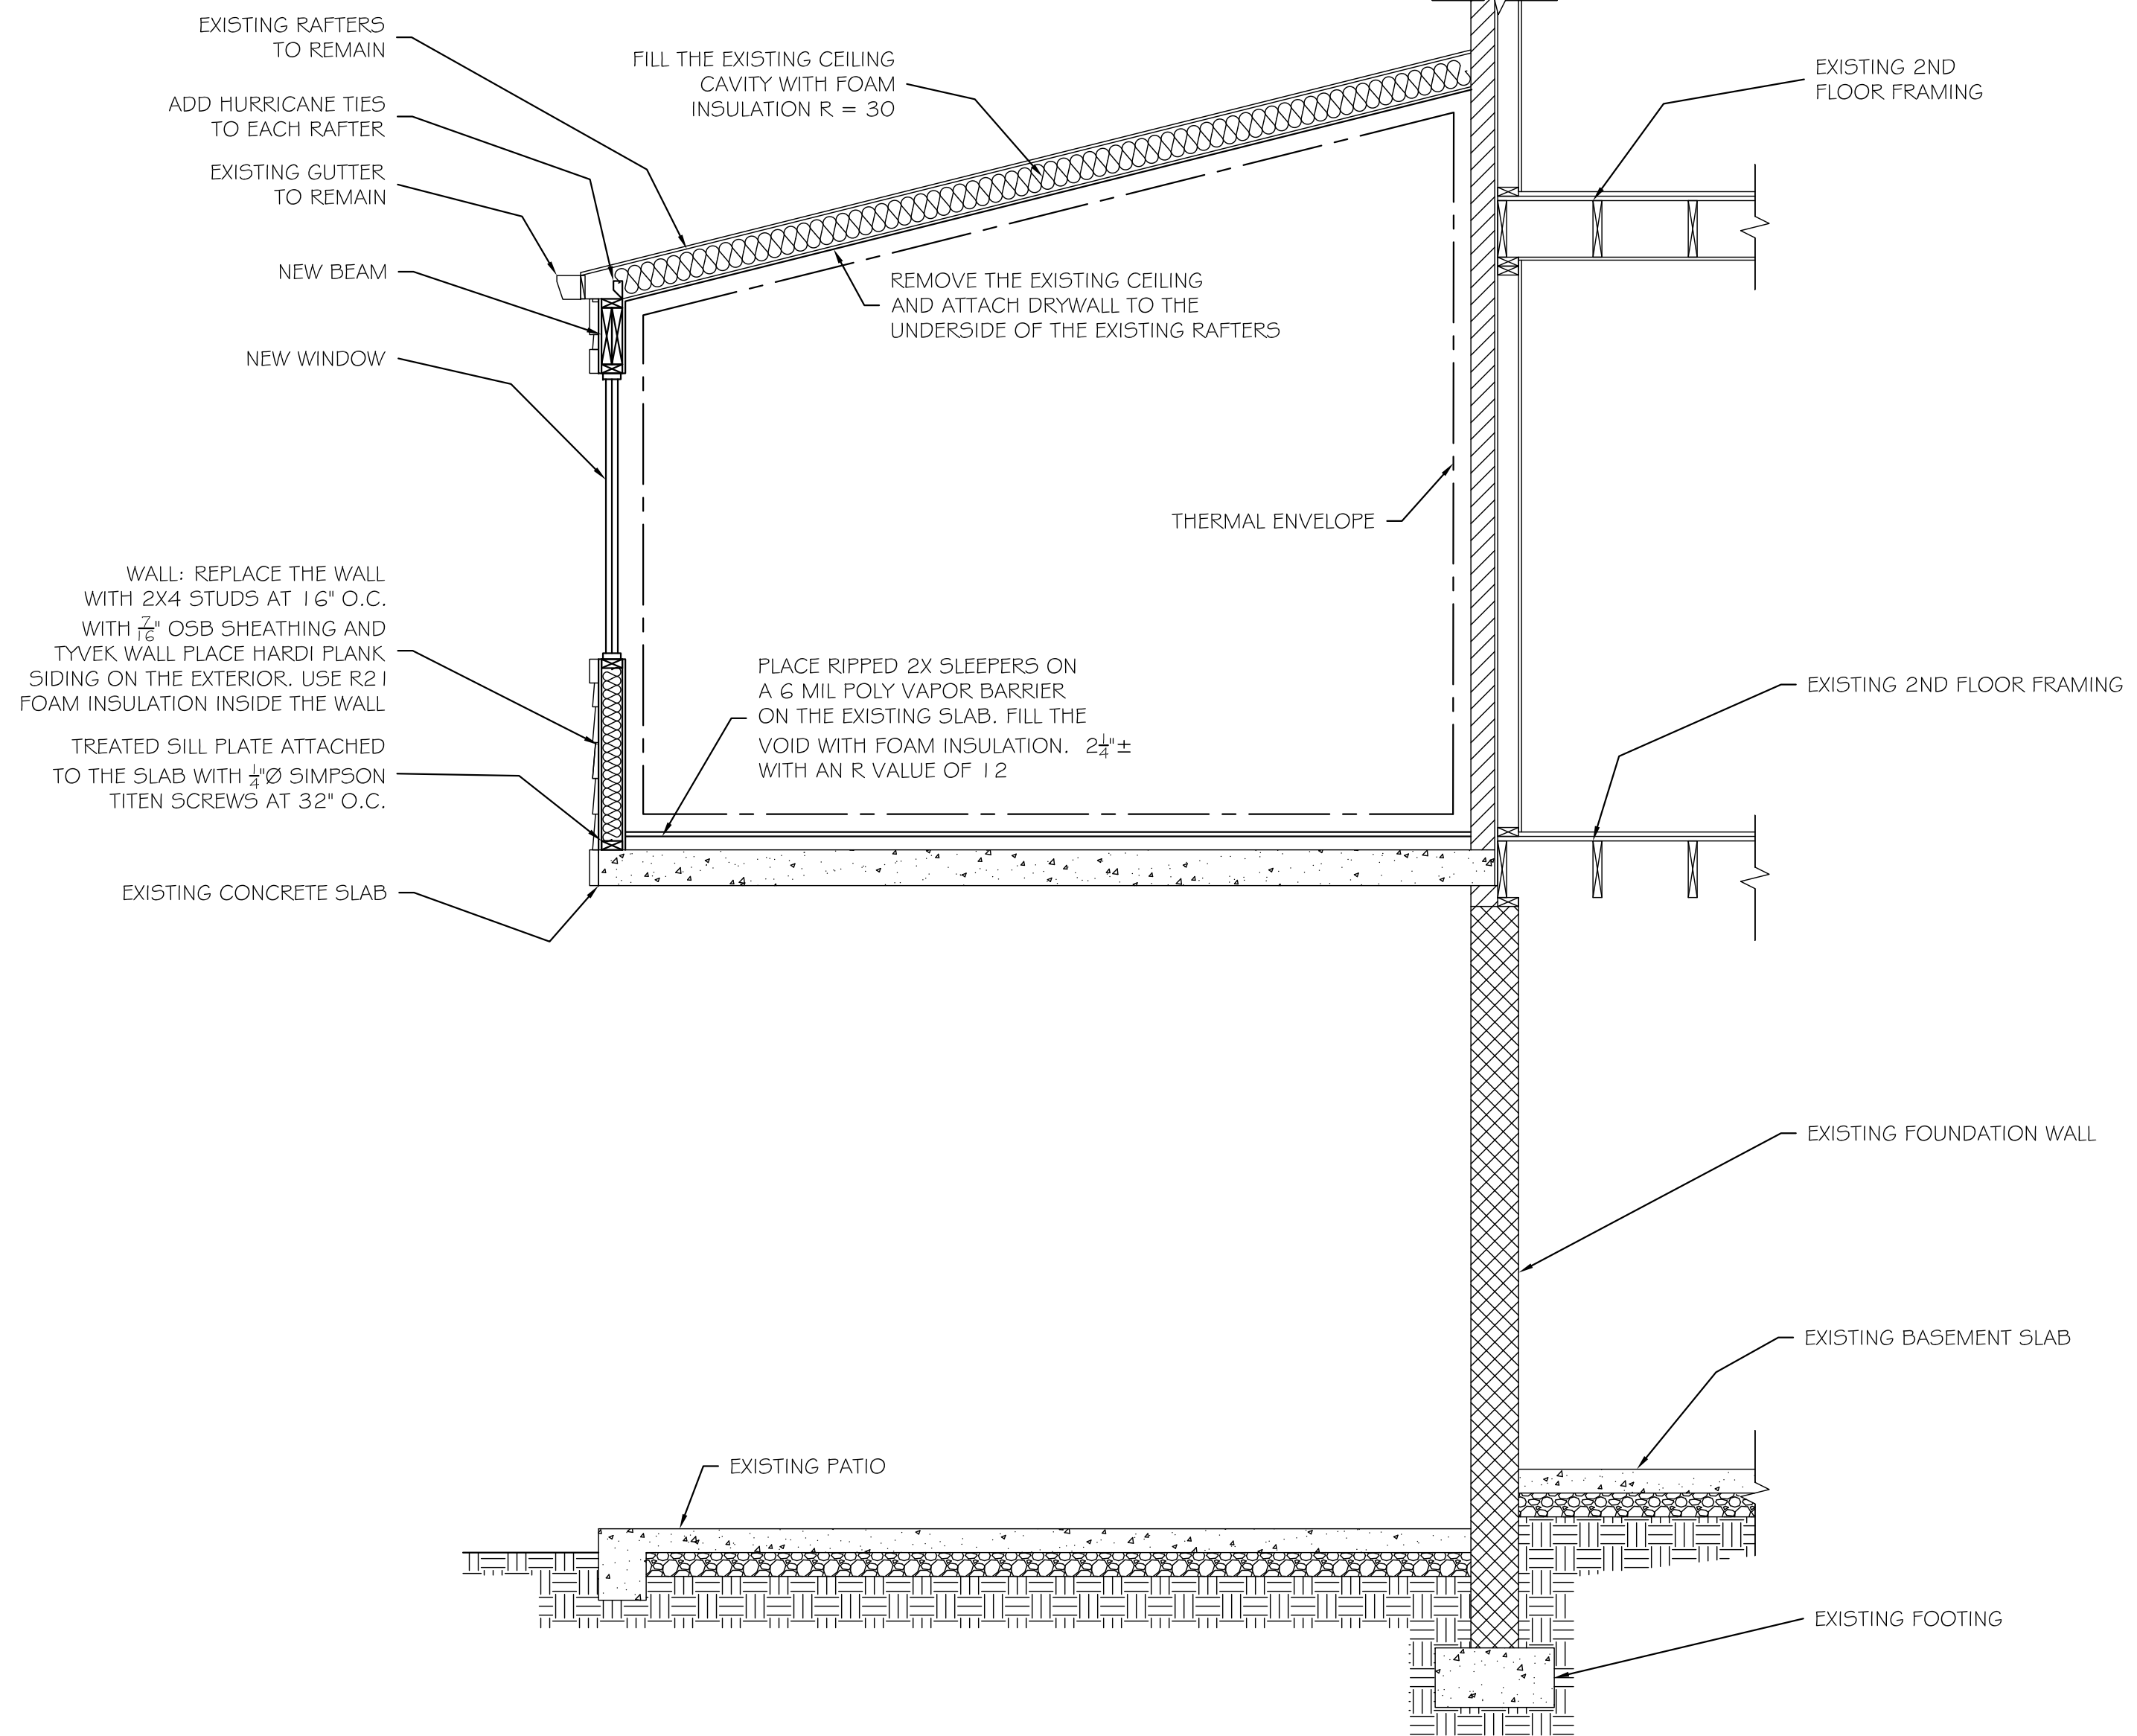 EXISTING RAFTERS
TO REMAIN
ADD HURRICANE TIES
TO EACH RAFTER
EXISTING GUTTER
TO REMAIN
NEW BEAM
NEW WINDOW
WALL: REPLACE THE WALL
WITH 2X4 STUDS AT 16" O.C.
WITH 7/16" OSB SHEATHING AND
TYVEK WALL PLACE HARDI PLANK
SIDING ON THE EXTERIOR. USE R21
FOAM INSULATION INSIDE THE WALL
TREATED SILL PLATE ATTACHED
TO THE SLAB WITH 1/4"Ø SIMPSON
TITEN SCREWS AT 32" O.C.
EXISTING CONCRETE SLAB
FILL THE EXISTING CEILING
CAVITY WITH FOAM
INSULATION R = 30
REMOVE THE EXISTING CEILING
AND ATTACH DRYWALL TO THE
UNDERSIDE OF THE EXISTING RAFTERS
THERMAL ENVELOPE
PLACE RIPPED 2X SLEEPERS ON
A 6 MIL POLY VAPOR BARRIER
ON THE EXISTING SLAB. FILL THE
VOID WITH FOAM INSULATION. 2 1/4"±
WITH AN R VALUE OF 12
EXISTING PATIO
EXISTING 2ND
FLOOR FRAMING
EXISTING 2ND FLOOR FRAMING
EXISTING FOUNDATION WALL
EXISTING BASEMENT SLAB
EXISTING FOOTING